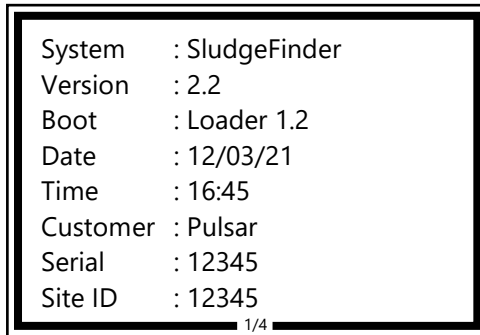 System : SludgeFinder
Version : 2.2
Boot : Loader 1.2
Date : 12/03/21
Time : 16:45
Customer : Pulsar
Serial : 12345
Site ID : 12345
1/4